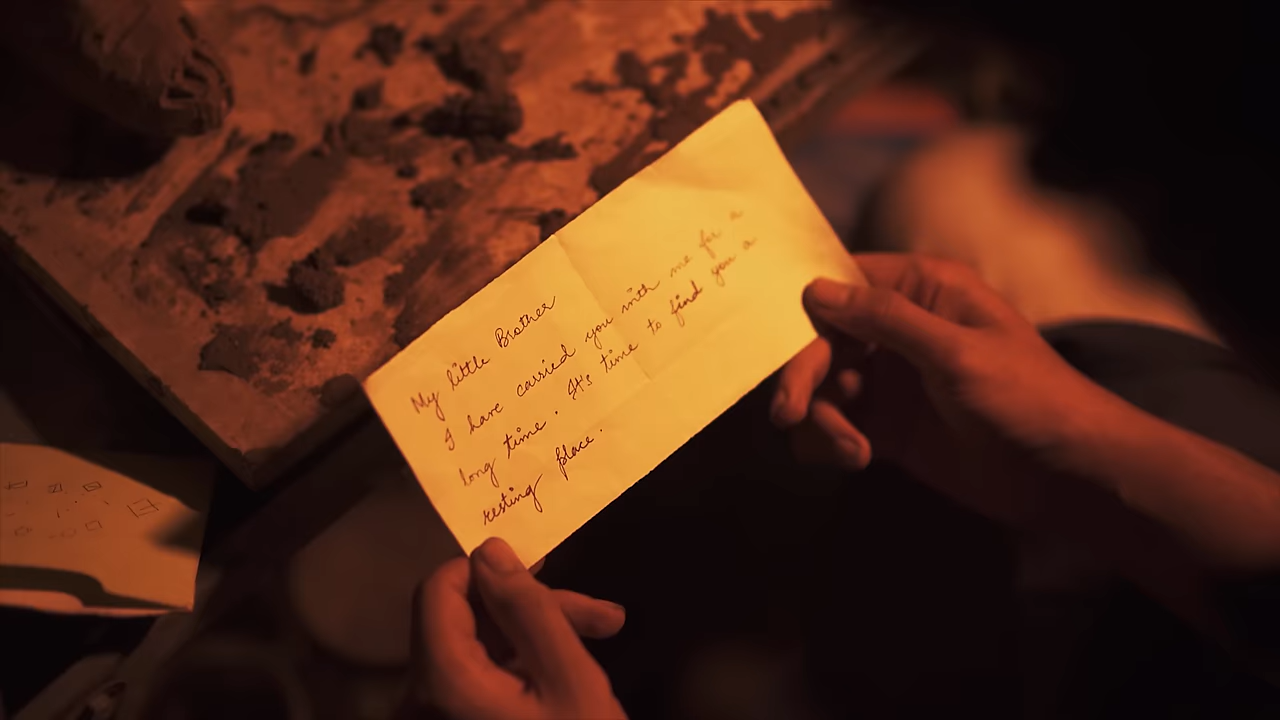 My little Brother
I have carried you with me for a
long time. It's time to find you a
resting place.